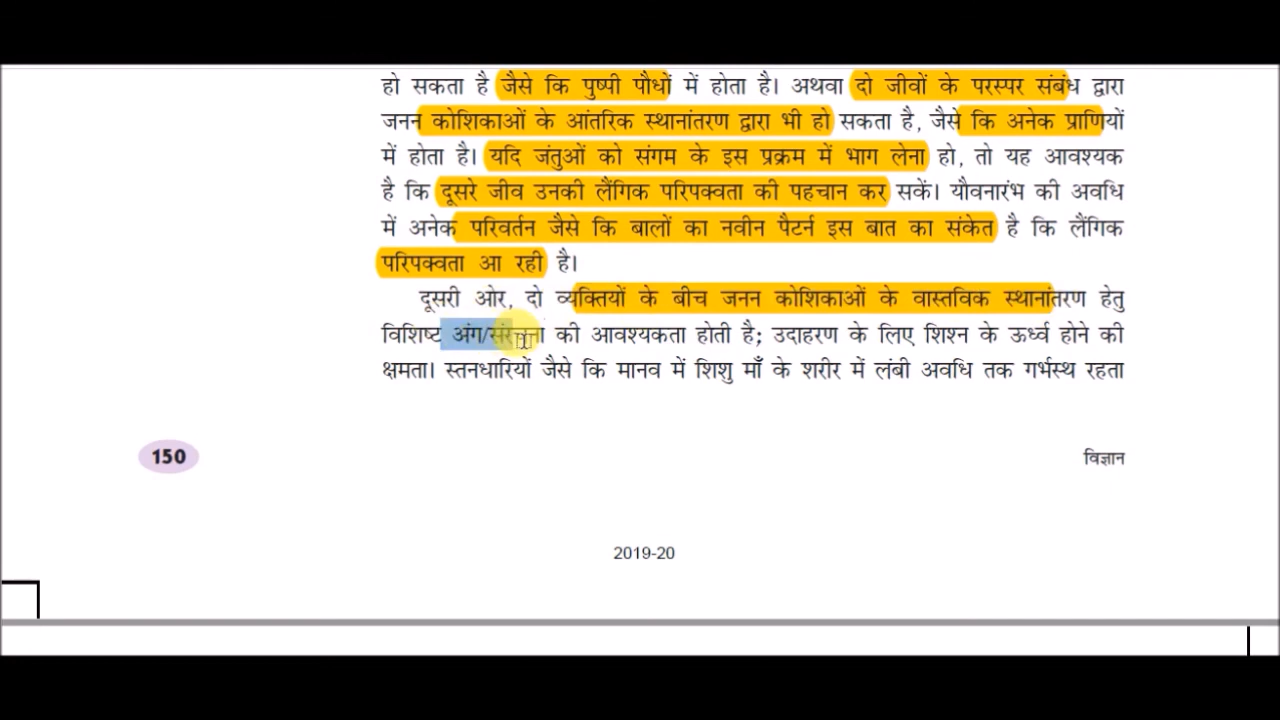 हो सकता है जैसे कि पुष्पी पौधों में होता है। अथवा दो जीवों के परस्पर संबंध द्वारा
जनन कोशिकाओं के आंतरिक स्थानांतरण द्वारा भी हो सकता है, जैसे कि अनेक प्राणियों
में होता है। यदि जंतुओं को संगम के इस प्रक्रम में भाग लेना हो, तो यह आवश्यक
है कि दूसरे जीव उनकी लैंगिक परिपक्वता की पहचान कर सकें। यौवनारंभ की अवधि
में अनेक परिवर्तन जैसे कि बालों का नवीन पैटर्न इस बात का संकेत है कि लैंगिक
परिपक्वता आ रही है।
दूसरी ओर, दो व्यक्तियों के बीच जनन कोशिकाओं के वास्तविक स्थानांतरण हेतु
विशिष्ट अंग/संरचना की आवश्यकता होती है; उदाहरण के लिए शिश्न के ऊर्ध्व होने की
क्षमता। स्तनधारियों जैसे कि मानव में शिशु माँ के शरीर में लंबी अवधि तक गर्भस्थ रहता
150
विज्ञान
2019-20